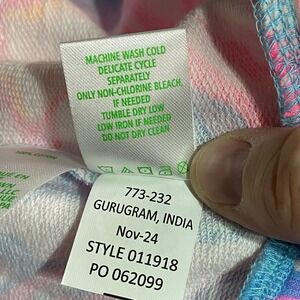 MACHINE WASH COLD
DELICATE CYCLE
SEPARATELY
ONLY NON-CHLORINE BLEACH,
IF NEEDED
TUMBLE DRY LOW
LOW IRON IF NEEDED
DO NOT DRY CLEAN
773-232
GURUGRAM, INDIA
Nov-24
STYLE 011918
PO 062099